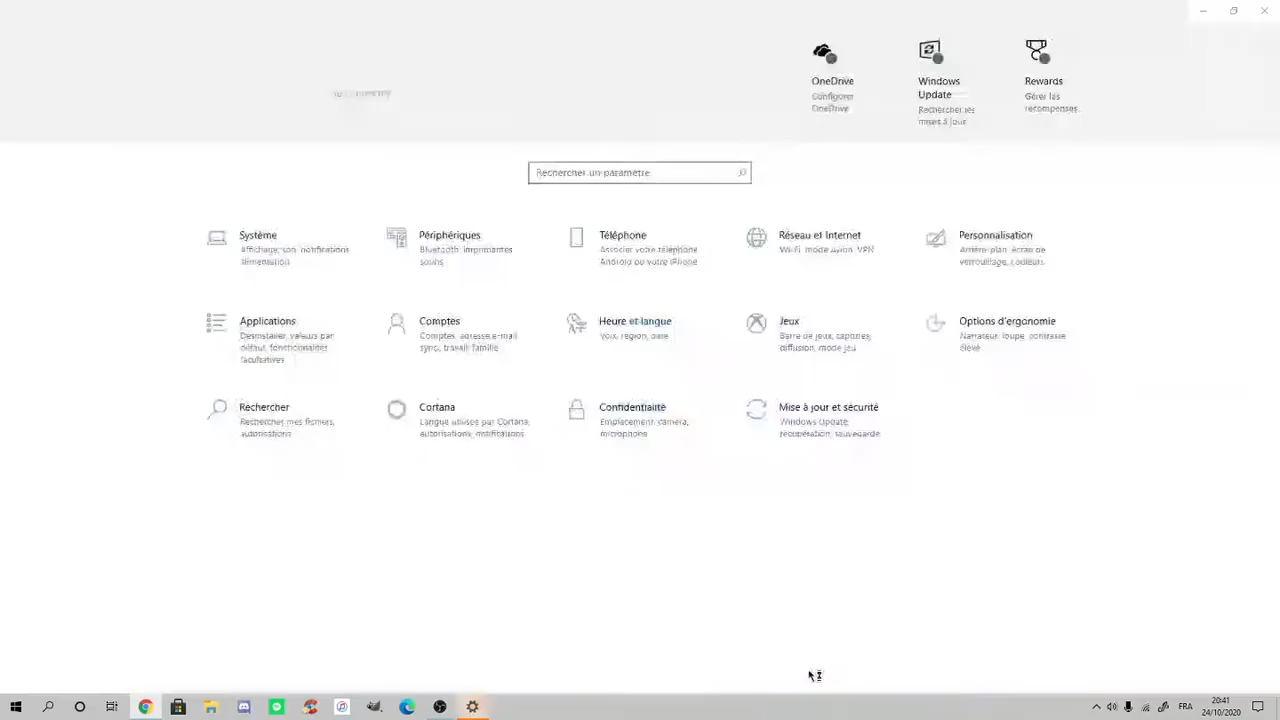 OneDrive
Configurer
OneDrive
Windows
Update
Rechercher les
mises à jour
Rewards
Gérer les
récompenses
Rechercher un paramètre
Système
Affichage, son, notifications
alimentation
Périphériques
Bluetooth, imprimantes
souris
Téléphone
Associer votre téléphone
Android ou votre iPhone
Réseau et Internet
Wi-Fi, mode Avion, VPN
Personnalisation
Arrière-plan, écran de
verrouillage, couleurs
Applications
Désinstaller, valeurs par
défaut, fonctionnalités
facultatives
Comptes
Comptes, adresse e-mail
sync, travail, famille
Heure et langue
Voix, région, date
Jeux
Barre de jeux, captures,
diffusion, mode jeu
Options d'ergonomie
Narrateur, loupe, contraste
élevé
Rechercher
Rechercher mes fichiers,
autorisations
Cortana
Langue utilisée par Cortana,
autorisations, notifications
Confidentialité
Emplacement, caméra,
microphone
Mise à jour et sécurité
Windows Update,
récupération, sauvegarde
FRA
20:41
24/10/2020